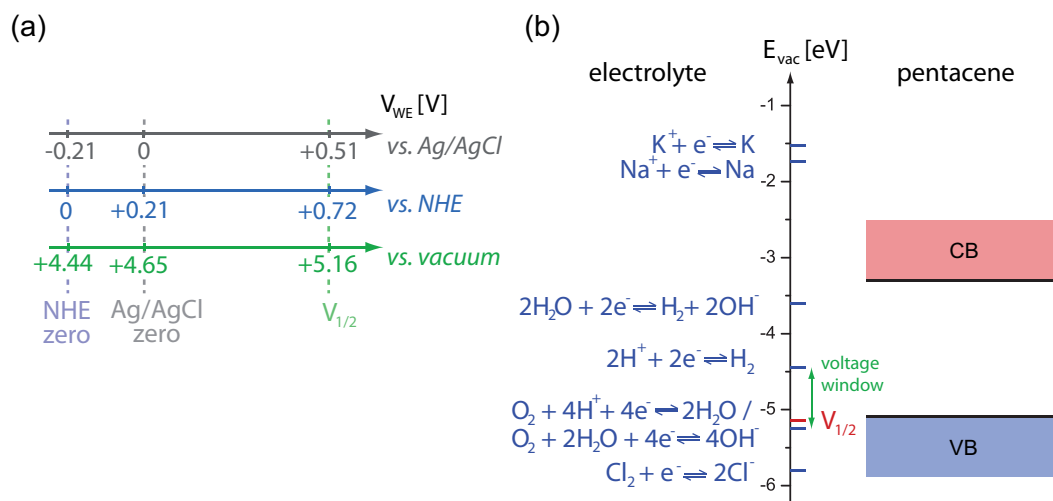 (a)
V_WE [V]
-0.21 0 +0.51 vs. Ag/AgCl
0 +0.21 +0.72 vs. NHE
+4.44 +4.65 +5.16 vs. vacuum
NHE
zero
Ag/AgCl
zero
V_1/2
(b)
E_vac [eV]
electrolyte
pentacene
-1
K⁺ + e⁻ ⇌ K
Na⁺ + e⁻ ⇌ Na
-2
CB
-3
2H₂O + 2e⁻ ⇌ H₂ + 2OH⁻
-4
2H⁺ + 2e⁻ ⇌ H₂
voltage
window
O₂ + 4H⁺ + 4e⁻ ⇌ 2H₂O /
-5
V_1/2
O₂ + 2H₂O + 4e⁻ ⇌ 4OH⁻
VB
Cl₂ + e⁻ ⇌ 2Cl⁻
-6